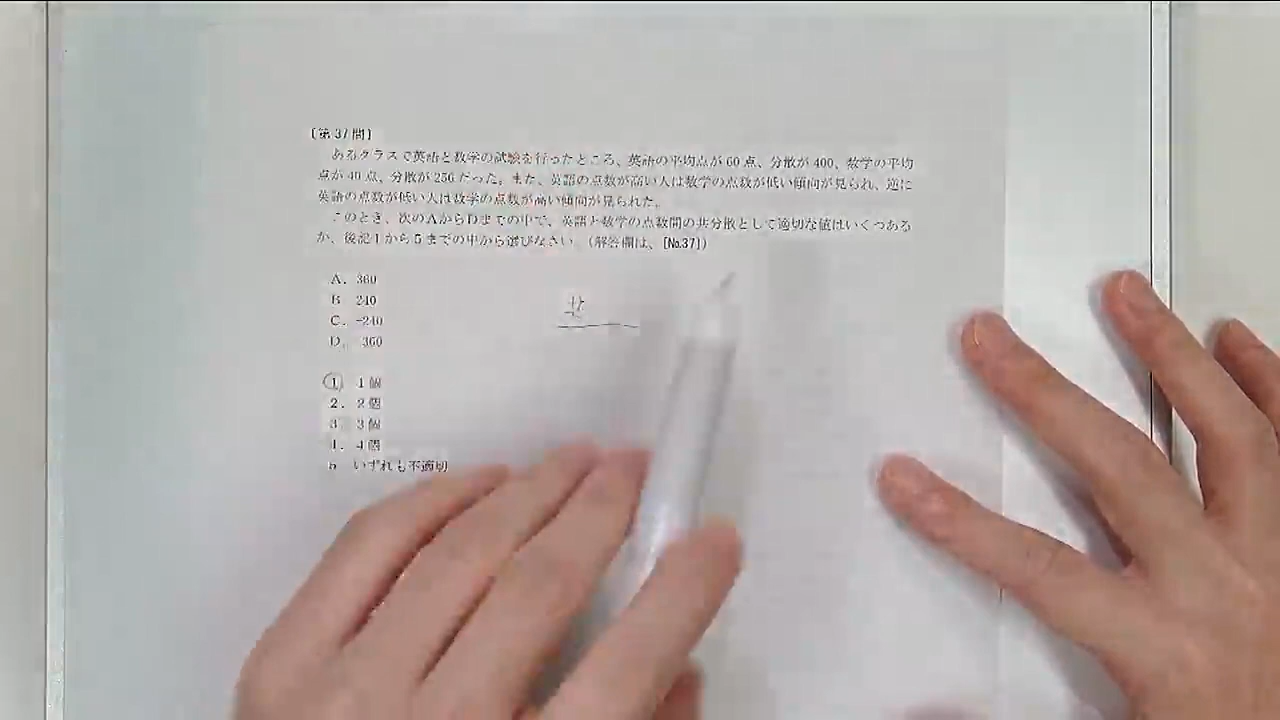 〔第37問〕
あるクラスで英語と数学の試験を行ったところ、英語の平均点が60点、分散が400、数学の平均
点が40点、分散が256だった。また、英語の点数が高い人は数学の点数が低い傾向が見られ、逆に
英語の点数が低い人は数学の点数が高い傾向が見られた。
このとき、次のAからDまでの中で、英語と数学の点数間の共分散として適切な値はいくつある
か、後記1から5までの中から選びなさい。（解答欄は、[No.37]）
A. 360
B. 240
C. -240
D. -360
1. 1個
2. 2個
3. 3個
4. 4個
5. いずれも不適切
共